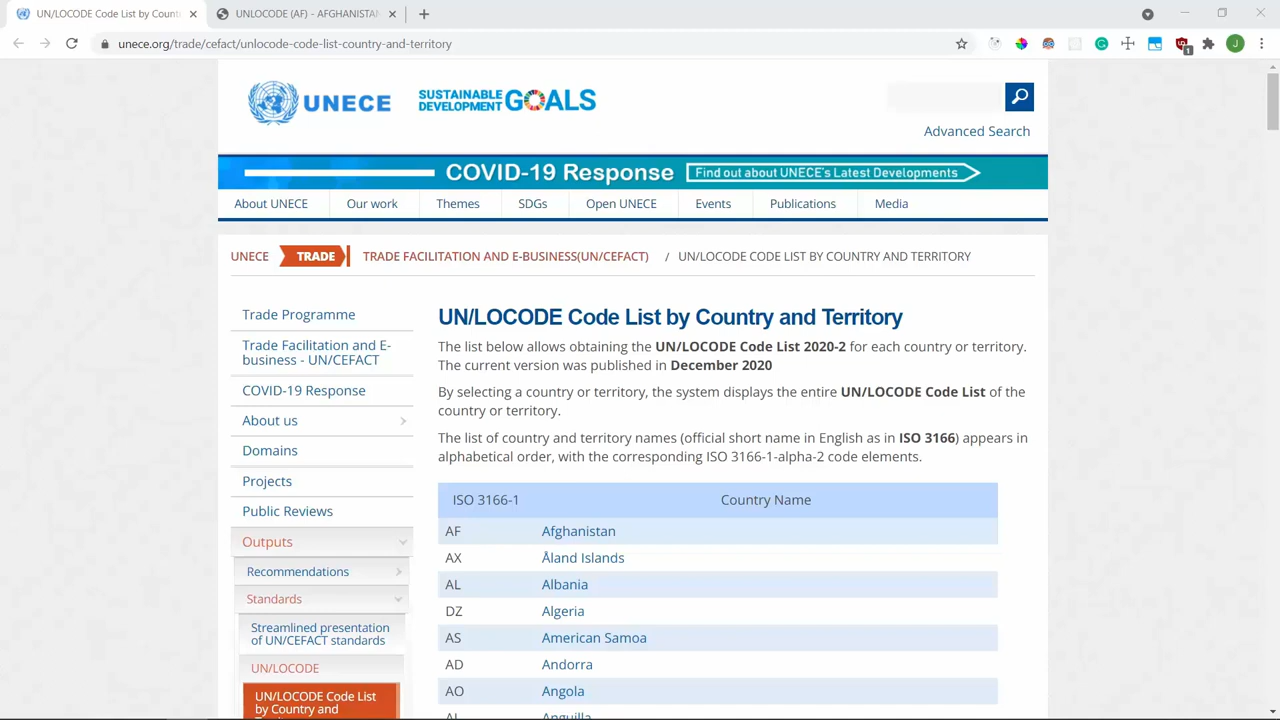 UN/LOCODE Code List by Countr
UNLOCODE (AF) - AFGHANISTAN
unece.org/trade/cefact/unlocode-code-list-country-and-territory
1
J
UNECE
SUSTAINABLE DEVELOPMENT GOALS
Advanced Search
COVID-19 Response
Find out about UNECE's Latest Developments
About UNECE
Our work
Themes
SDGs
Open UNECE
Events
Publications
Media
UNECE
TRADE
TRADE FACILITATION AND E-BUSINESS(UN/CEFACT)
/ UN/LOCODE CODE LIST BY COUNTRY AND TERRITORY
Trade Programme
Trade Facilitation and E-
business - UN/CEFACT
COVID-19 Response
About us
Domains
Projects
Public Reviews
Outputs
Recommendations
Standards
Streamlined presentation
of UN/CEFACT standards
UN/LOCODE
UN/LOCODE Code List
by Country and
UN/LOCODE Code List by Country and Territory
The list below allows obtaining the UN/LOCODE Code List 2020-2 for each country or territory.
The current version was published in December 2020
By selecting a country or territory, the system displays the entire UN/LOCODE Code List of the
country or territory.
The list of country and territory names (official short name in English as in ISO 3166) appears in
alphabetical order, with the corresponding ISO 3166-1-alpha-2 code elements.
ISO 3166-1 Country Name
AF Afghanistan
AX Åland Islands
AL Albania
DZ Algeria
AS American Samoa
AD Andorra
AO Angola
AI Anguilla